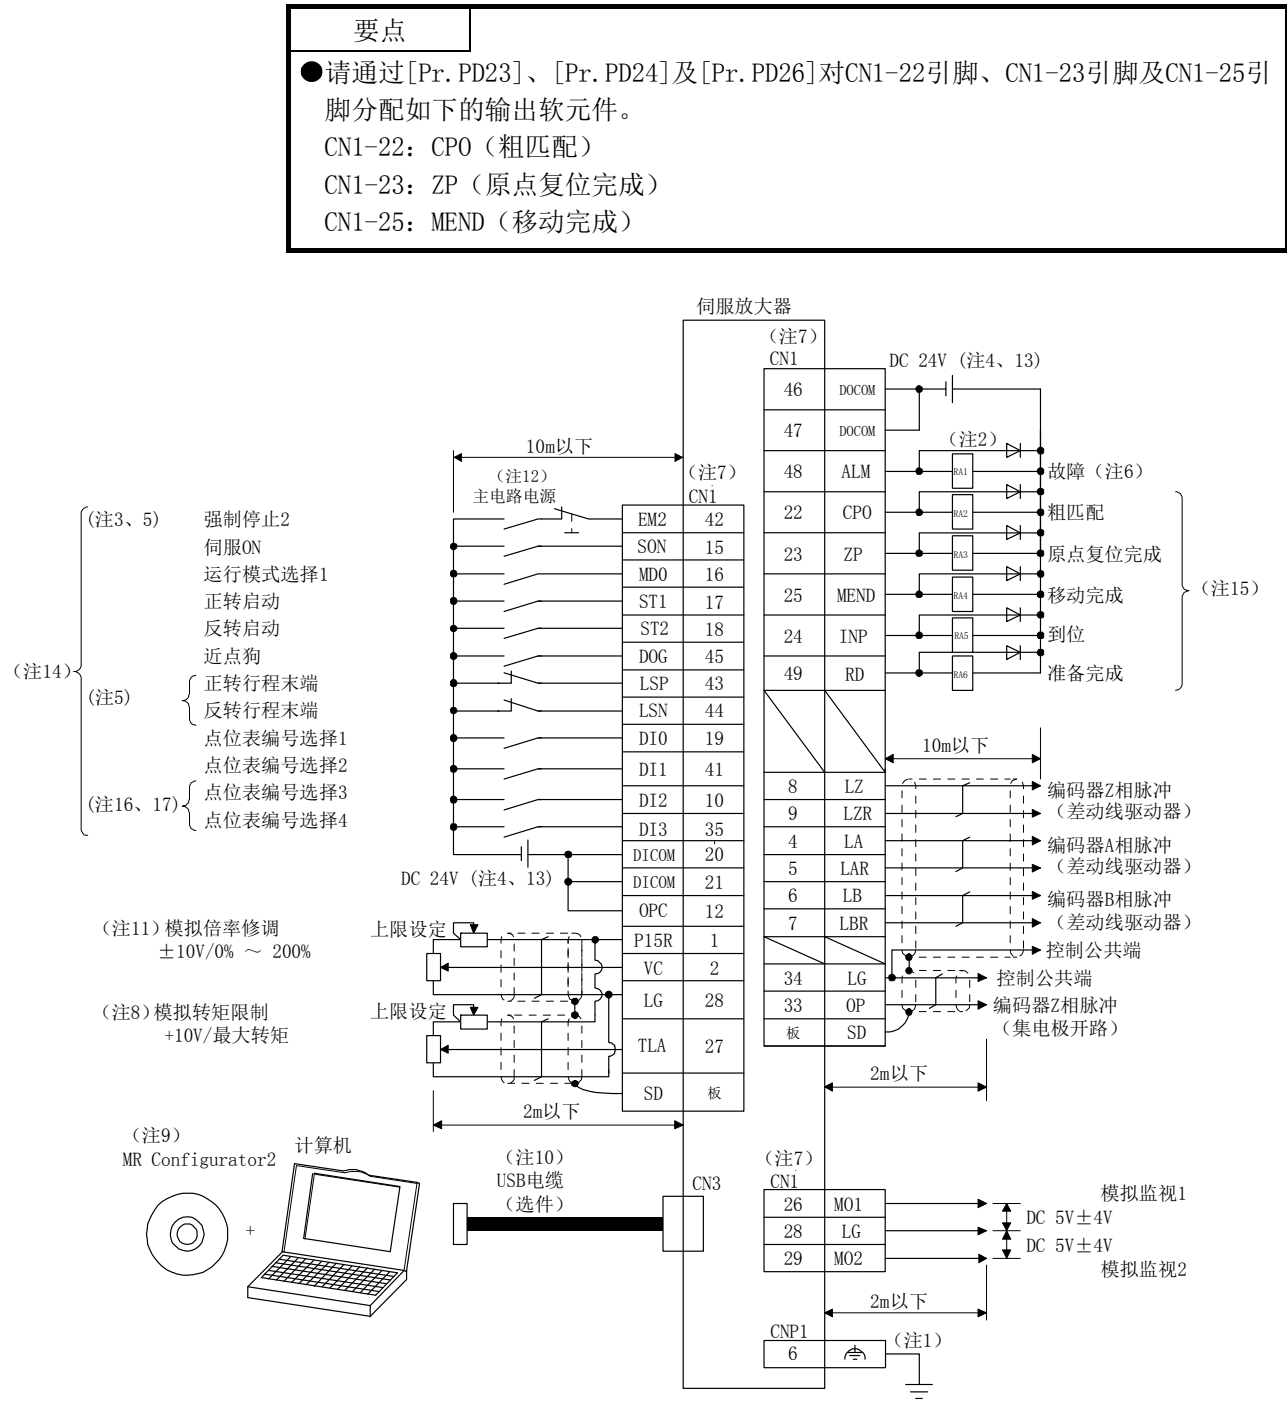 要点
●请通过[Pr.PD23]、[Pr.PD24]及[Pr.PD26]对CN1-22引脚、CN1-23引脚及CN1-25引
脚分配如下的输出软元件。
CN1-22：CPO（粗匹配）
CN1-23：ZP（原点复位完成）
CN1-25：MEND（移动完成）
伺服放大器
10m以下
（注12）
主电路电源
（注7）
CN1
(注3、5) 强制停止2 EM2 42
伺服ON SON 15
运行模式选择1 MD0 16
正转启动 ST1 17
反转启动 ST2 18
近点狗 DOG 45
（注14）
(注5)
正转行程末端 LSP 43
反转行程末端 LSN 44
点位表编号选择1 DI0 19
点位表编号选择2 DI1 41
(注16、17)
点位表编号选择3 DI2 10
点位表编号选择4 DI3 35
DICOM 20
DC 24V (注4、13) DICOM 21
OPC 12
（注11）模拟倍率修调
±10V/0% ～ 200%
上限设定 P15R 1
VC 2
LG 28
（注8）模拟转矩限制
+10V/最大转矩
上限设定
TLA 27
SD 板
2m以下
（注7）
CN1
DC 24V (注4、13)
46 DOCOM
47 DOCOM
（注2）
48 ALM RA1 故障（注6）
22 CPO RA2 粗匹配
23 ZP RA3 原点复位完成
25 MEND RA4 移动完成
24 INP RA5 到位
49 RD RA6 准备完成
（注15）
10m以下
8 LZ 编码器Z相脉冲
9 LZR （差动线驱动器）
4 LA 编码器A相脉冲
5 LAR （差动线驱动器）
6 LB 编码器B相脉冲
7 LBR （差动线驱动器）
控制公共端
34 LG 控制公共端
33 OP 编码器Z相脉冲
（集电极开路）
板 SD
2m以下
（注9）
MR Configurator2
计算机
+
（注10）
USB电缆
（选件）
CN3
（注7）
CN1
26 MO1 模拟监视1
DC 5V±4V
28 LG
DC 5V±4V
29 MO2 模拟监视2
2m以下
CNP1
6
（注1）